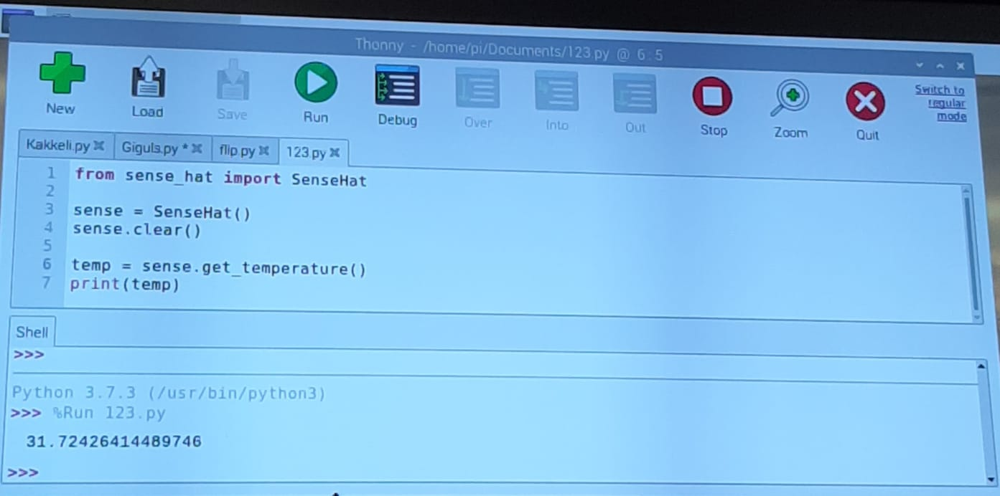 Thonny - /home/pi/Documents/123.py @ 6:5
New Load Save Run Debug Over Into Out Stop Zoom Quit
Switch to
regular
mode
Kakkeli.py Giguls.py * flip.py 123.py
1 from sense_hat import SenseHat
2
3 sense = SenseHat()
4 sense.clear()
5
6 temp = sense.get_temperature()
7 print(temp)
Shell
>>>
Python 3.7.3 (/usr/bin/python3)
>>> %Run 123.py
31.72426414489746
>>>